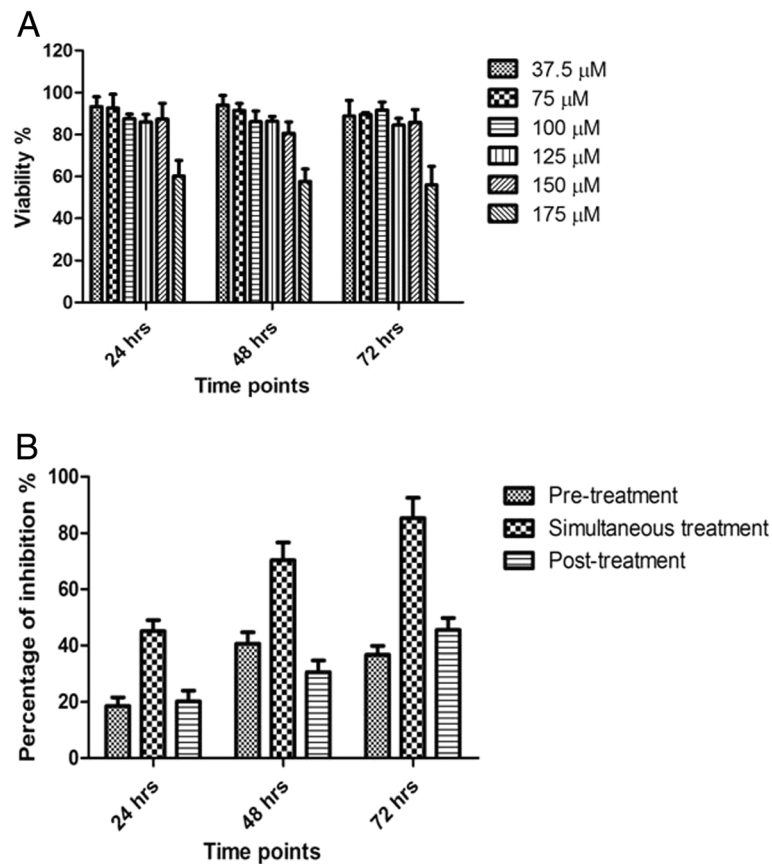 A
120
100
80
60
40
20
0
Viability %
24 hrs
48 hrs
72 hrs
Time points
37.5 µM
75 µM
100 µM
125 µM
150 µM
175 µM
B
100
80
60
40
20
0
Percentage of inhibition %
24 hrs
48 hrs
72 hrs
Time points
Pre-treatment
Simultaneous treatment
Post-treatment